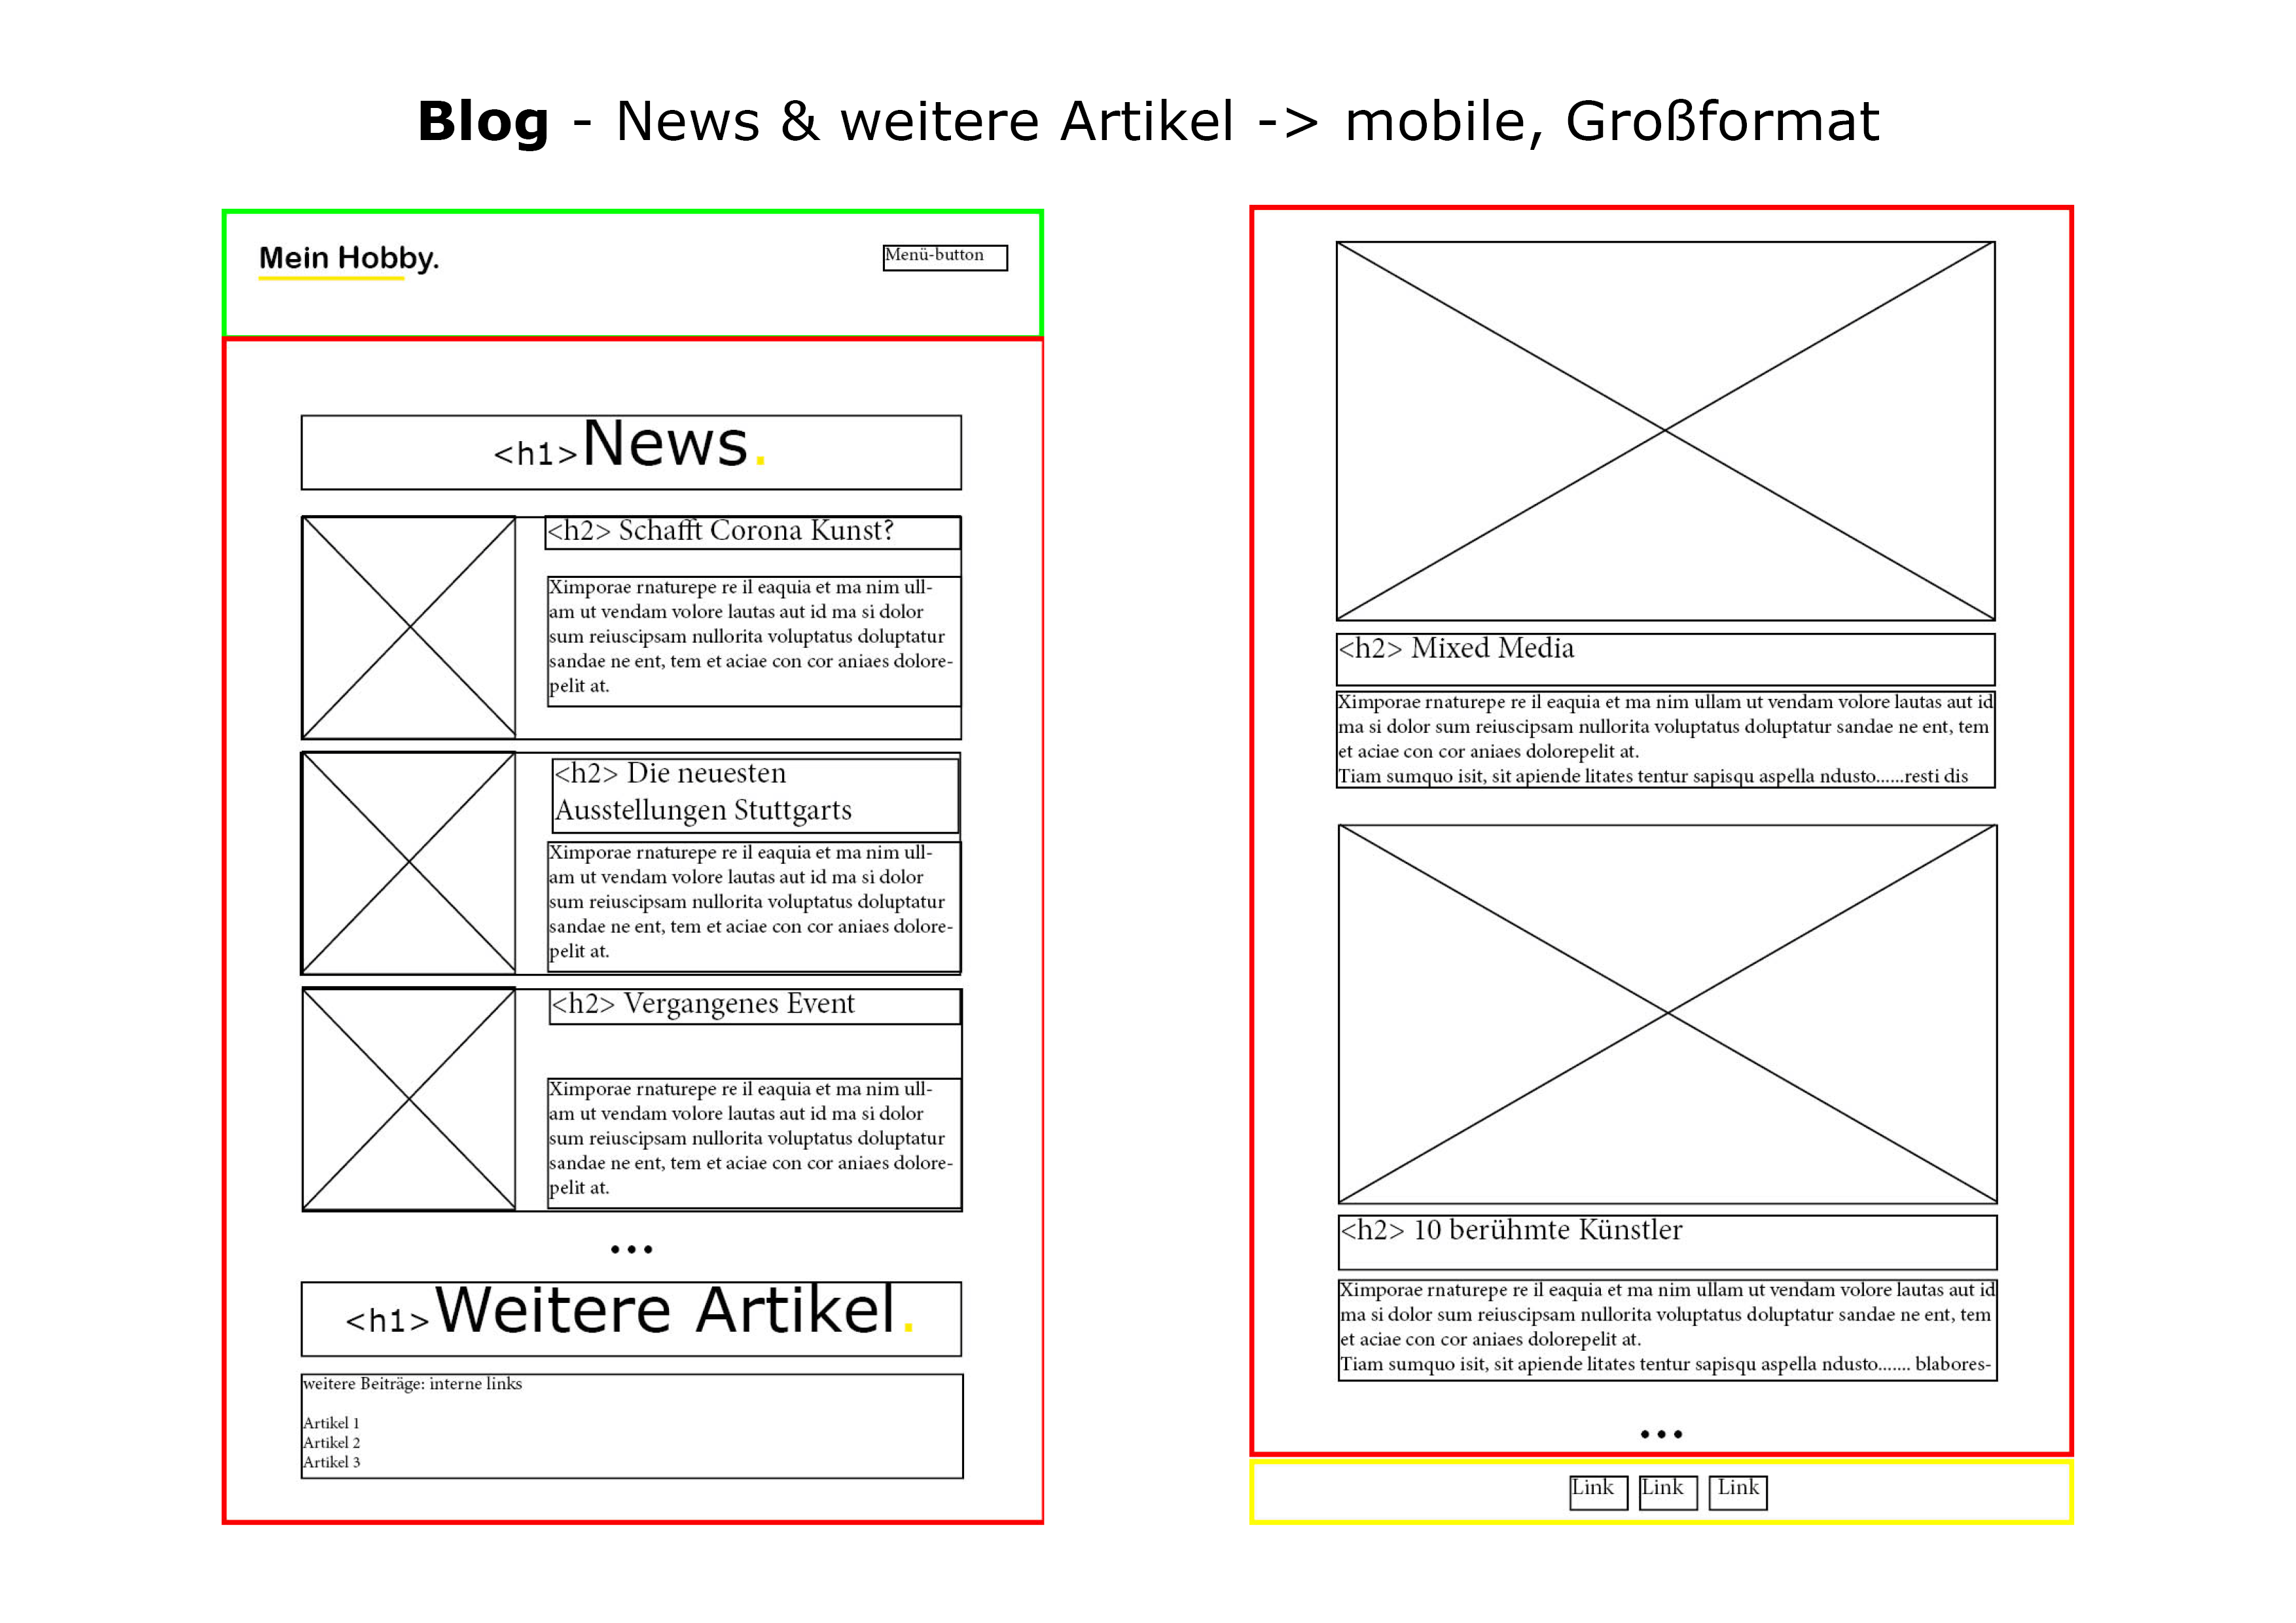 Blog - News & weitere Artikel -> mobile, Großformat
Mein Hobby.
Menü-button
<h1>News.
<h2> Schafft Corona Kunst?
Ximporae rnaturepe re il eaquia et ma nim ull-
am ut vendam volore lautas aut id ma si dolor
sum reiuscipsam nullorita voluptatus doluptatur
sandae ne ent, tem et aciae con cor aniaes dolore-
pelit at.
<h2> Die neuesten
Ausstellungen Stuttgarts
Ximporae rnaturepe re il eaquia et ma nim ull-
am ut vendam volore lautas aut id ma si dolor
sum reiuscipsam nullorita voluptatus doluptatur
sandae ne ent, tem et aciae con cor aniaes dolore-
pelit at.
<h2> Vergangenes Event
Ximporae rnaturepe re il eaquia et ma nim ull-
am ut vendam volore lautas aut id ma si dolor
sum reiuscipsam nullorita voluptatus doluptatur
sandae ne ent, tem et aciae con cor aniaes dolore-
pelit at.
...
<h1>Weitere Artikel.
weitere Beiträge: interne links
Artikel 1
Artikel 2
Artikel 3
<h2> Mixed Media
Ximporae rnaturepe re il eaquia et ma nim ullam ut vendam volore lautas aut id
ma si dolor sum reiuscipsam nullorita voluptatus doluptatur sandae ne ent, tem
et aciae con cor aniaes dolorepelit at.
Tiam sumquo isit, sit apiende litates tentur sapisqu aspella ndusto......resti dis
<h2> 10 berühmte Künstler
Ximporae rnaturepe re il eaquia et ma nim ullam ut vendam volore lautas aut id
ma si dolor sum reiuscipsam nullorita voluptatus doluptatur sandae ne ent, tem
et aciae con cor aniaes dolorepelit at.
Tiam sumquo isit, sit apiende litates tentur sapisqu aspella ndusto....... blabores-
...
Link Link Link